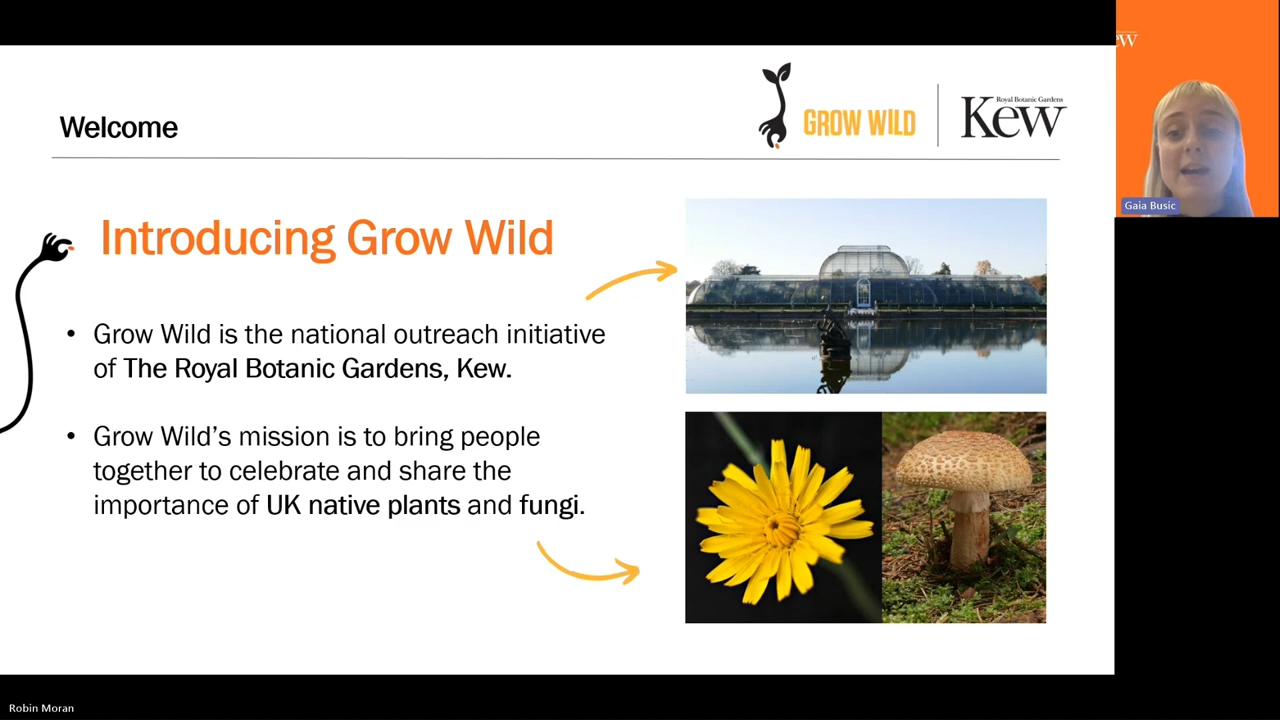 Welcome
GROW WILD
Royal Botanic Gardens
Kew
ew
Gaia Busic
Introducing Grow Wild
• Grow Wild is the national outreach initiative
of The Royal Botanic Gardens, Kew.
• Grow Wild’s mission is to bring people
together to celebrate and share the
importance of UK native plants and fungi.
Robin Moran